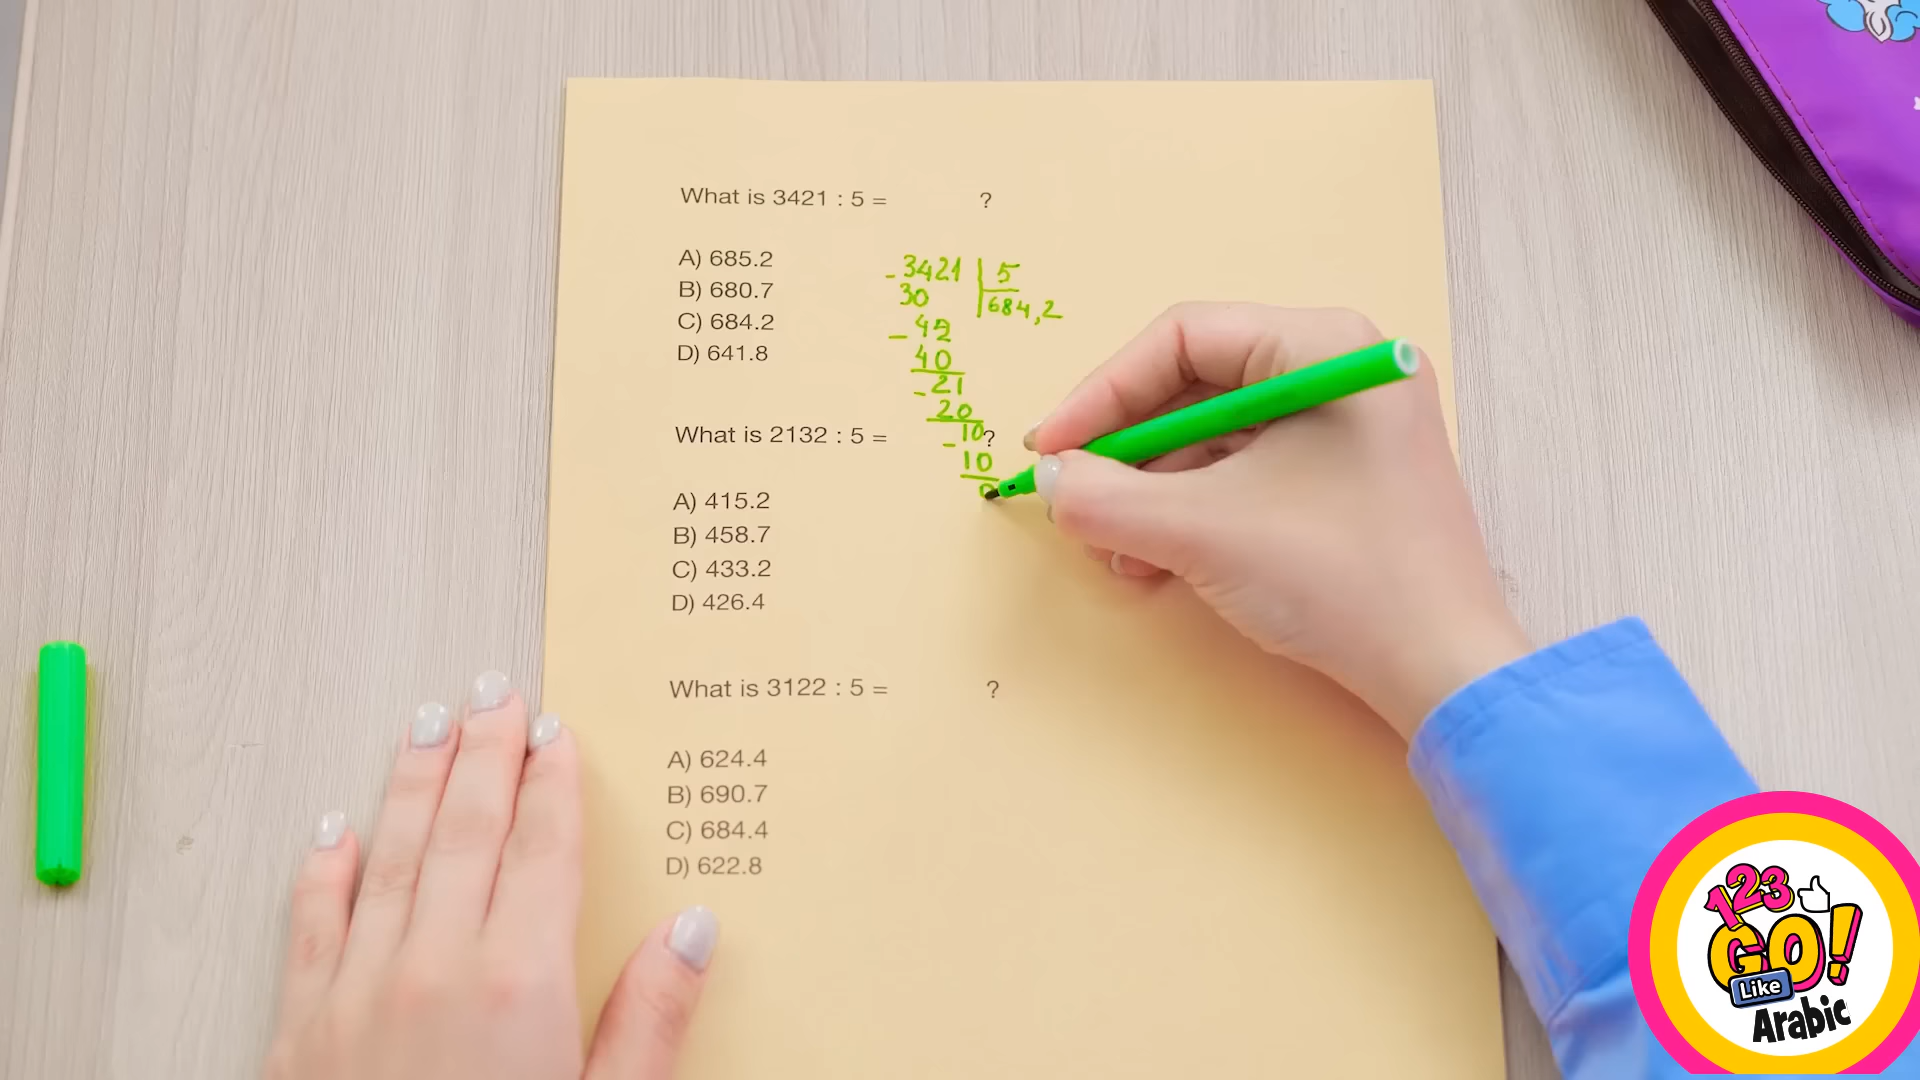 What is 3421 : 5 = ?
A) 685.2
B) 680.7
C) 684.2
D) 641.8
- 3421 | 5
30 684,2
- 42
40
- 21
20
- 10
10
0
What is 2132 : 5 = ?
A) 415.2
B) 458.7
C) 433.2
D) 426.4
What is 3122 : 5 = ?
A) 624.4
B) 690.7
C) 684.4
D) 622.8
123
GO!
Like
Arabic